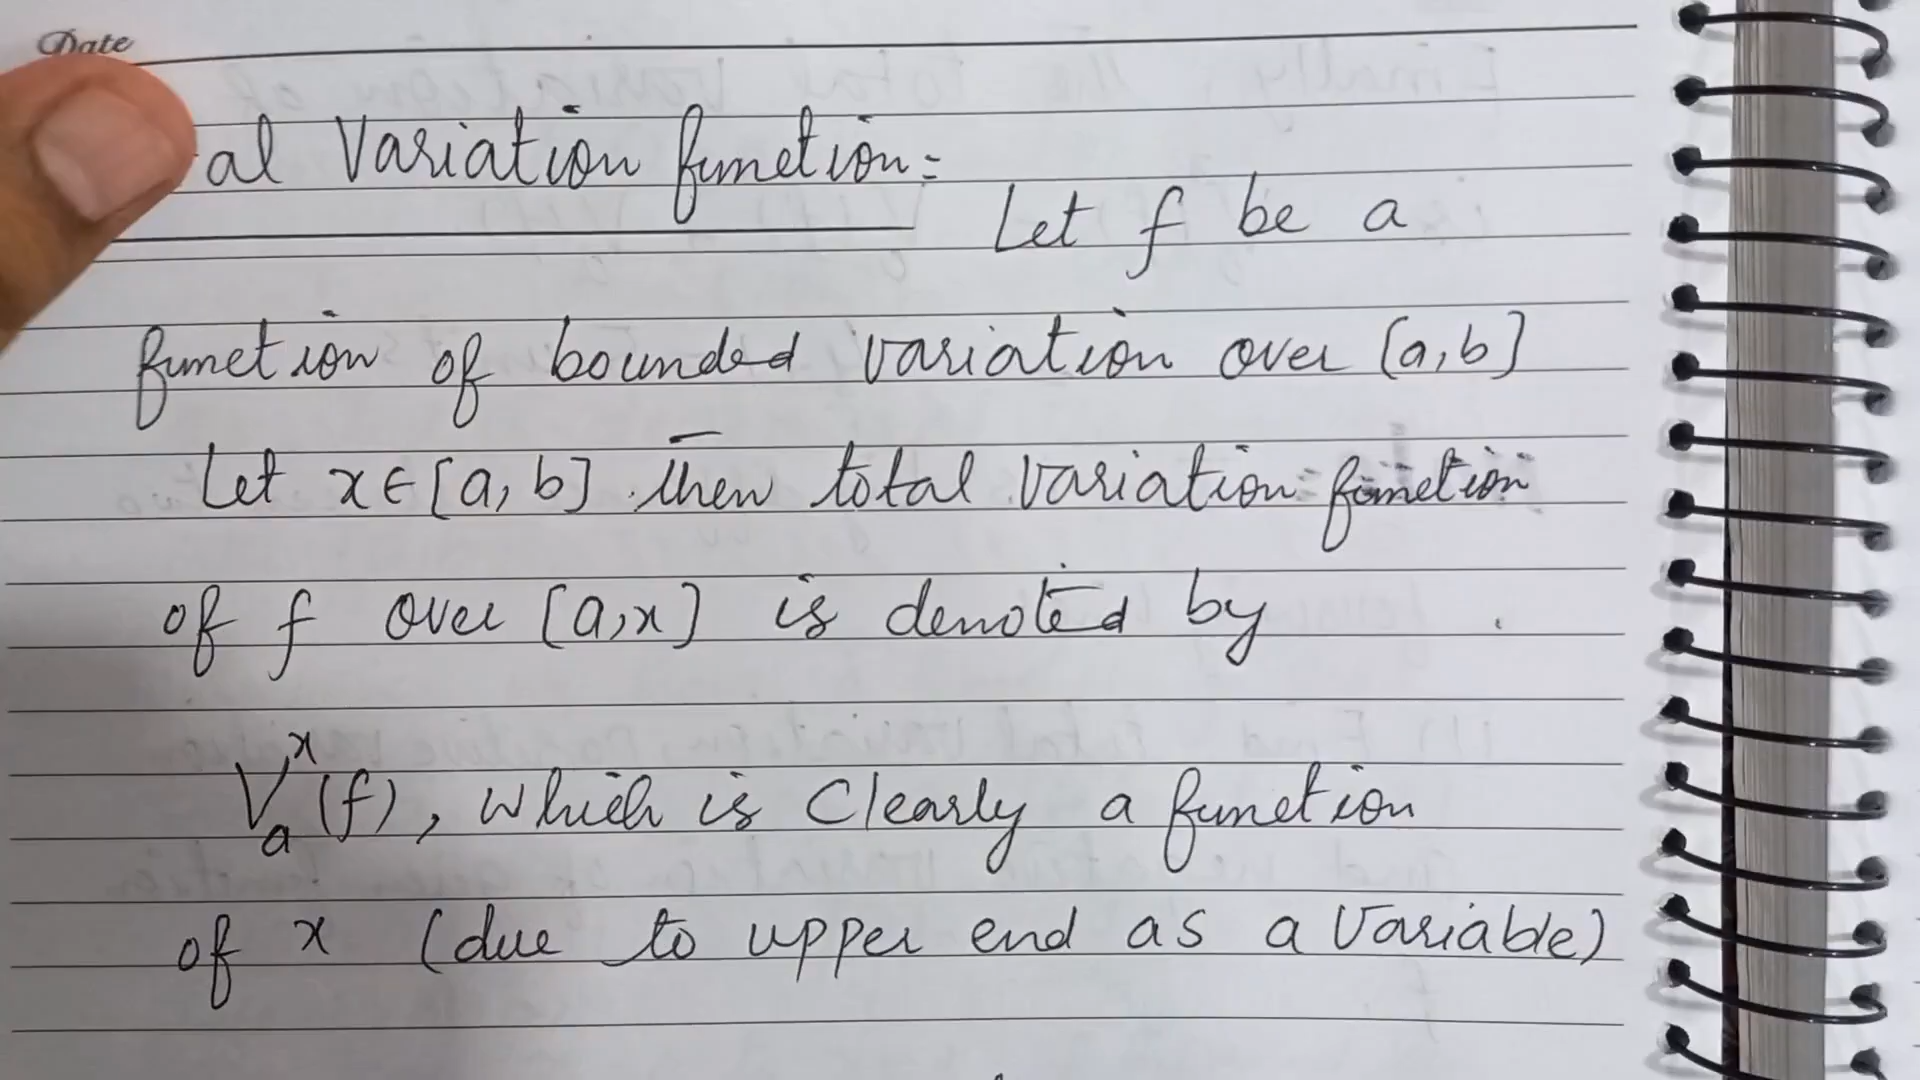 Date
al Variation function:
Let f be a
function of bounded variation over [a,b]
Let x ∈ [a, b]. Then total variation function
of f over [a,x] is denoted by
V_a^x(f), which is Clearly a function
of x (due to upper end as a Variable)